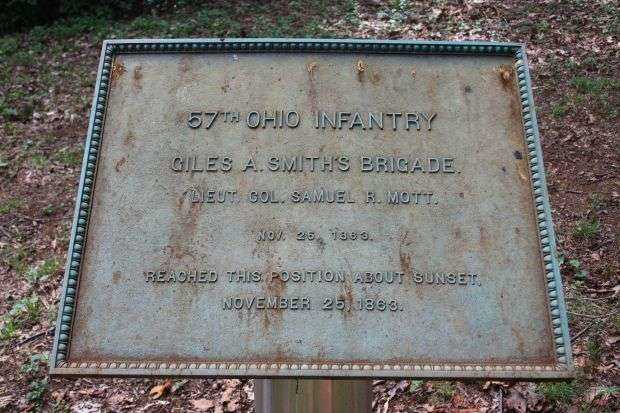 57TH OHIO INFANTRY
GILES A. SMITH'S BRIGADE.
LIEUT. COL. SAMUEL R. MOTT.
NOV. 25, 1863.
REACHED THIS POSITION ABOUT SUNSET,
NOVEMBER 25, 1863.